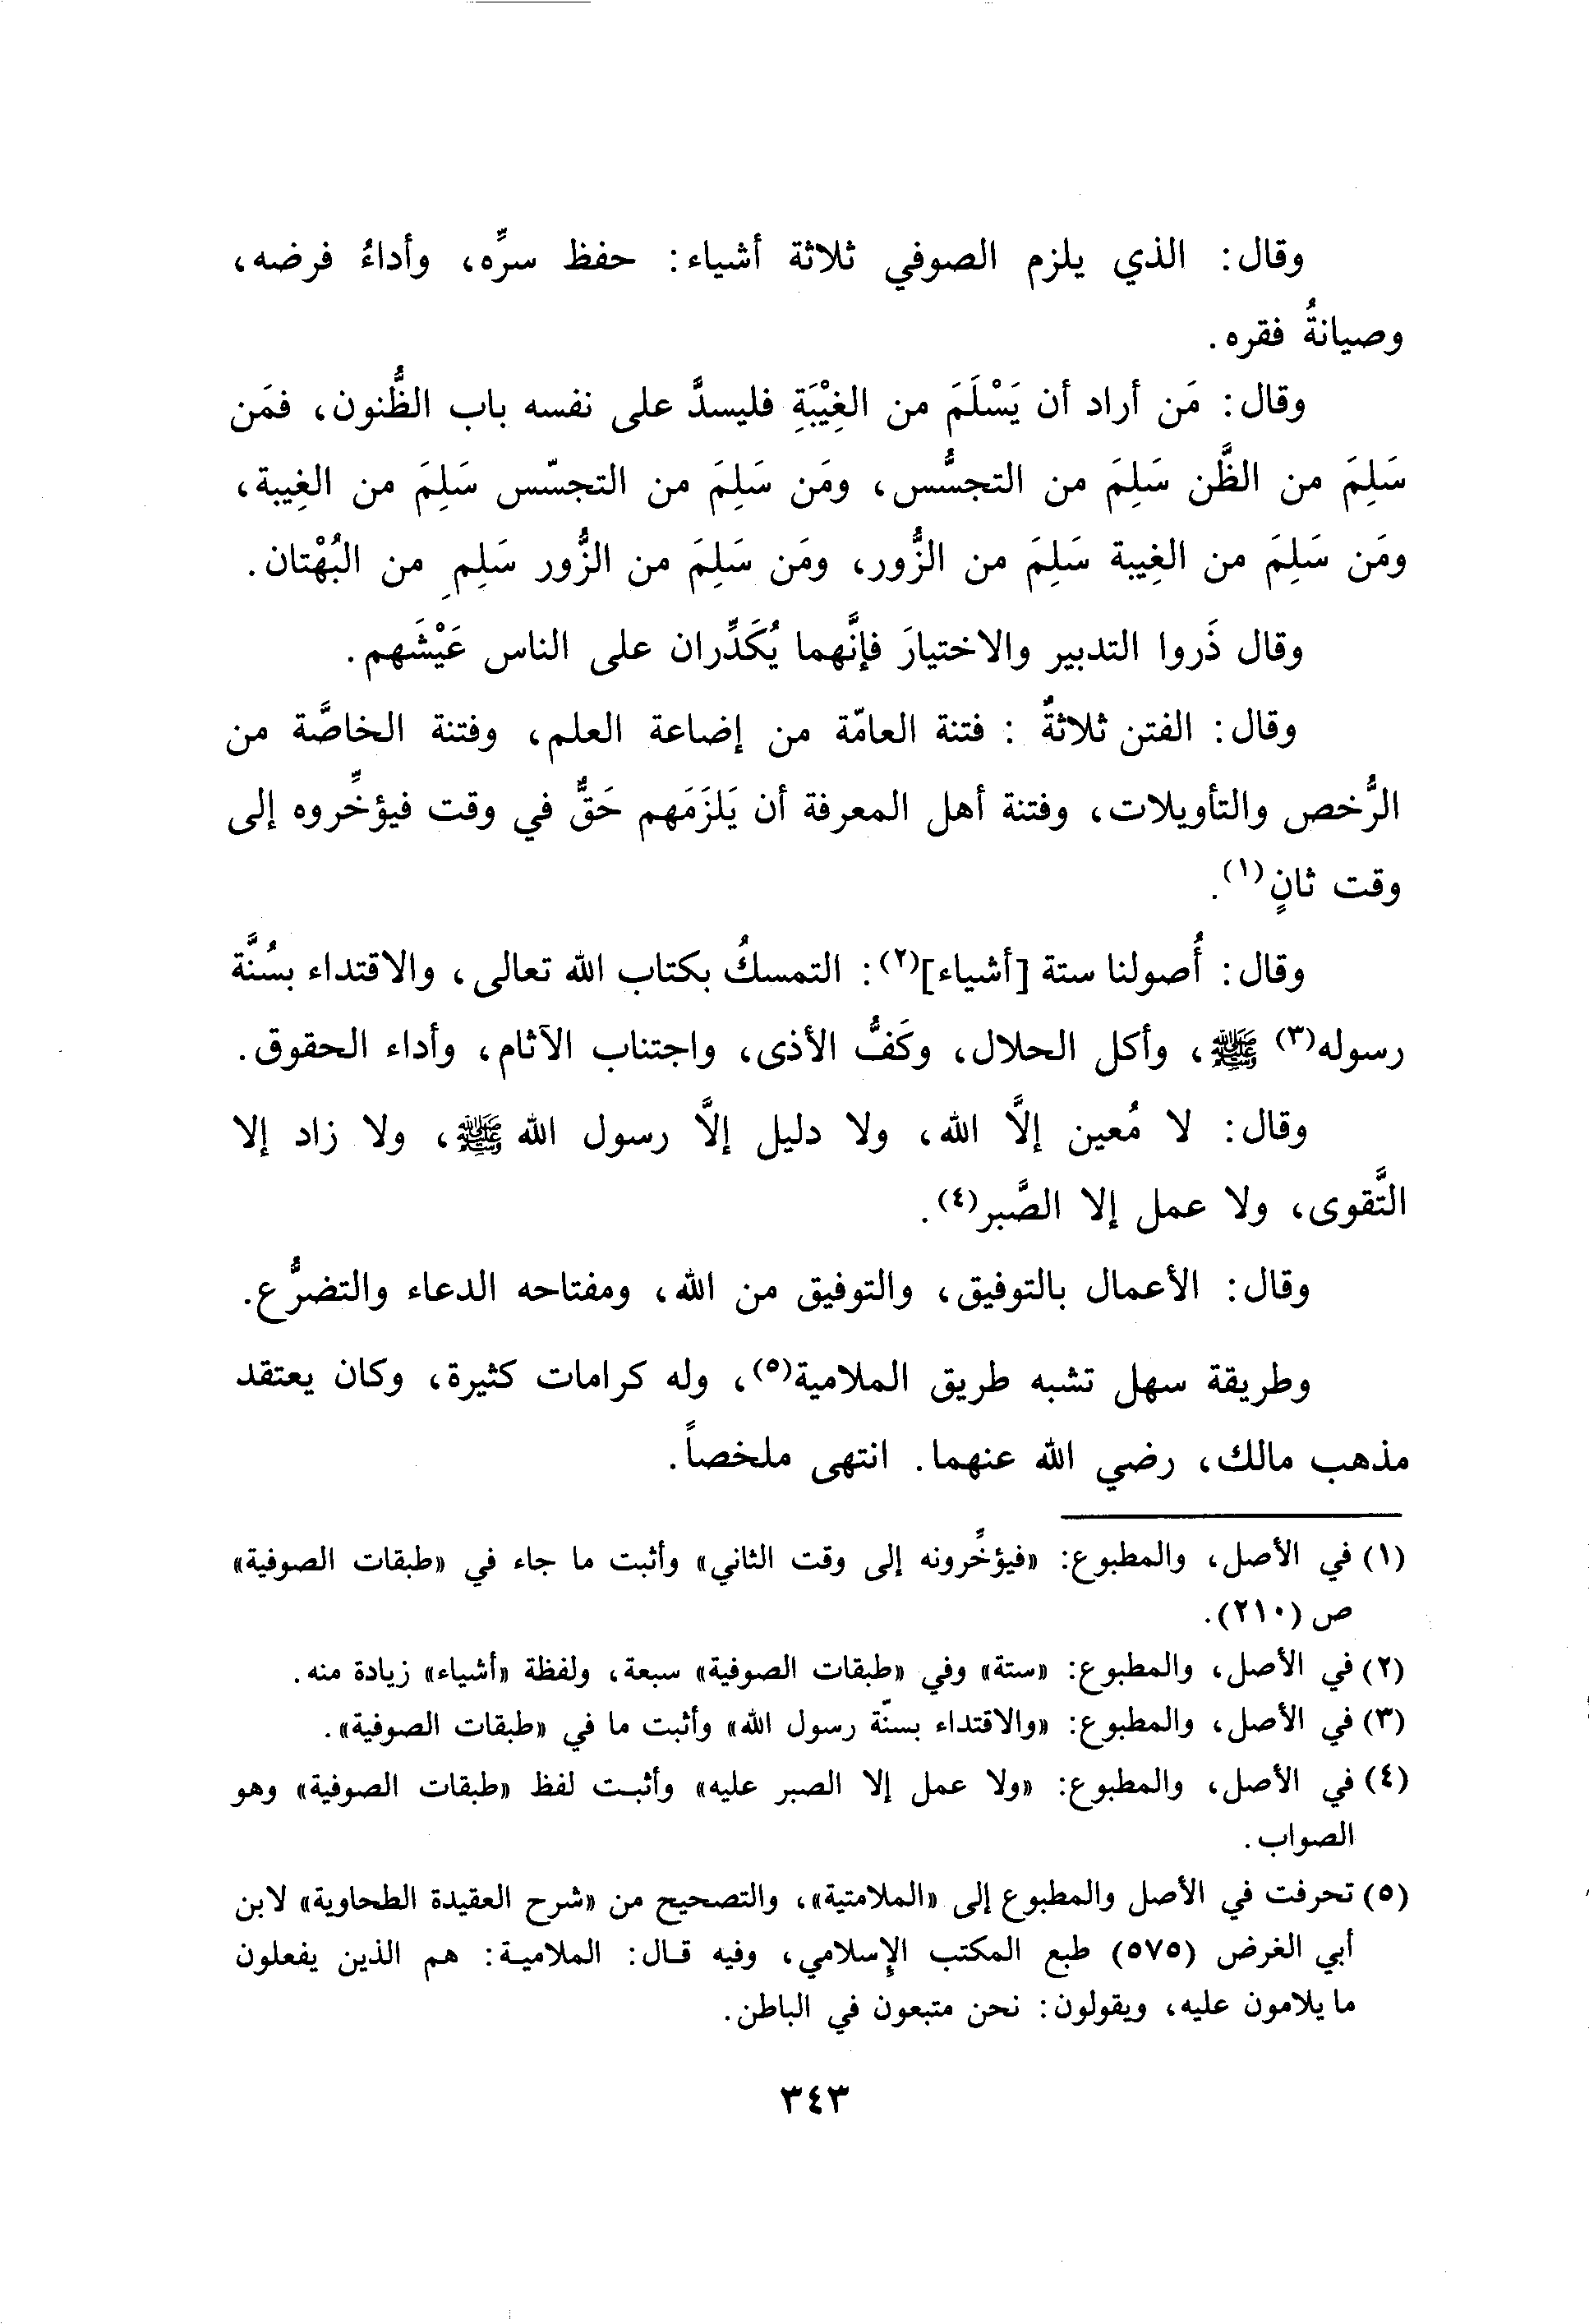 وقال: الذي يلزم الصوفي ثلاثة أشياء: حفظ سرِّه، وأداءُ فرضه،
وصيانةُ فقره.
وقال: مَن أراد أن يَسْلَمَ من الغِيْبَةِ فليسدَّ على نفسه باب الظُّنون، فمَن
سَلِمَ من الظَّن سَلِمَ من التجسُّس، ومَن سَلِمَ من التجسّس سَلِمَ من الغِيبة،
ومَن سَلِمَ من الغِيبة سَلِمَ من الزُّور، ومَن سَلِمَ من الزُّور سَلِم من البُهْتان.
وقال ذَروا التدبير والاختيارَ فإنَّهما يُكَدِّران على الناس عَيْشَهم.
وقال: الفتن ثلاثةٌ : فتنة العامّة من إضاعة العلم، وفتنة الخاصَّة من
الرُّخص والتأويلات، وفتنة أهل المعرفة أن يَلزَمَهم حَقٌّ في وقت فيؤخِّروه إلى
وقت ثانٍ(١).
وقال: أُصولنا ستة [أشياء](٢): التمسكُ بكتاب الله تعالى، والاقتداء بسُنَّة
رسوله(٣) ﷺ، وأكل الحلال، وكَفُّ الأذى، واجتناب الآثام، وأداء الحقوق.
وقال: لا مُعين إلَّا الله، ولا دليل إلَّا رسول الله ﷺ، ولا زاد إلا
التَّقوى، ولا عمل إلا الصَّبر(٤).
وقال: الأعمال بالتوفيق، والتوفيق من الله، ومفتاحه الدعاء والتضرُّع.
وطريقة سهل تشبه طريق الملامية(٥)، وله كرامات كثيرة، وكان يعتقد
مذهب مالك، رضي الله عنهما. انتهى ملخصاً.
(١) في الأصل، والمطبوع: «فيؤخِّرونه إلى وقت الثاني» وأثبت ما جاء في «طبقات الصوفية»
ص (٢١٠).
(٢) في الأصل، والمطبوع: «ستة» وفي «طبقات الصوفية» سبعة، ولفظة «أشياء» زيادة منه.
(٣) في الأصل، والمطبوع: «والاقتداء بسنّة رسول الله» وأثبت ما في «طبقات الصوفية».
(٤) في الأصل، والمطبوع: «ولا عمل إلا الصبر عليه» وأثبت لفظ «طبقات الصوفية» وهو
الصواب.
(٥) تحرفت في الأصل والمطبوع إلى «الملامتية»، والتصحيح من «شرح العقيدة الطحاوية» لابن
أبي الغرض (٥٧٥) طبع المكتب الإسلامي، وفيه قال: الملامية: هم الذين يفعلون
ما يلامون عليه، ويقولون: نحن متبعون في الباطن.
٣٤٣